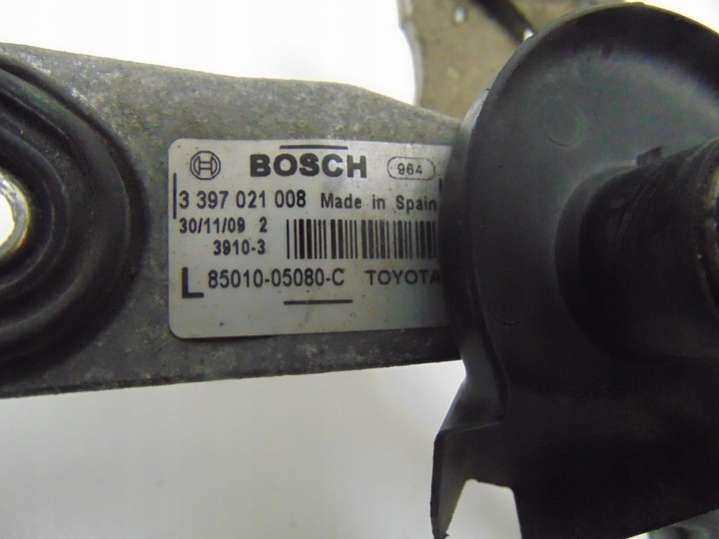 BOSCH 964
3 397 021 008 Made in Spain
30/11/09 2
3910-3
L 85010-05080-C TOYOTA